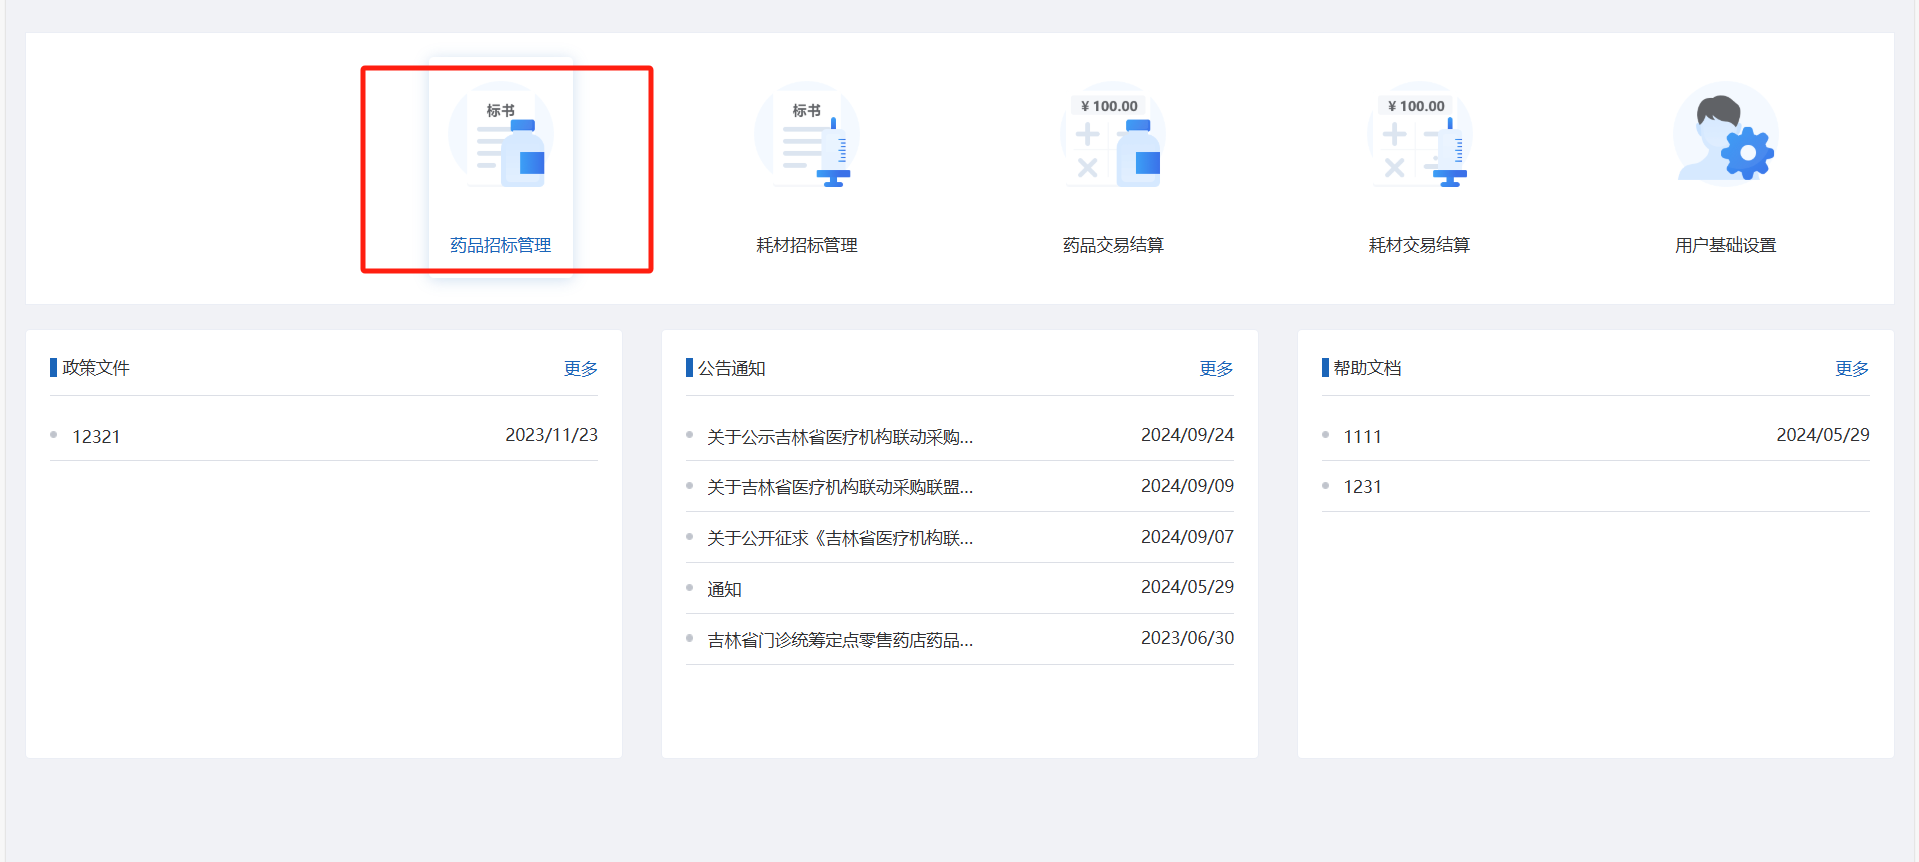 标书
标书
¥ 100.00
¥ 100.00
药品招标管理
耗材招标管理
药品交易结算
耗材交易结算
用户基础设置
政策文件
更多
12321
2023/11/23
公告通知
更多
关于公示吉林省医疗机构联动采购...
2024/09/24
关于吉林省医疗机构联动采购联盟...
2024/09/09
关于公开征求《吉林省医疗机构联...
2024/09/07
通知
2024/05/29
吉林省门诊统筹定点零售药店药品...
2023/06/30
帮助文档
更多
1111
2024/05/29
1231